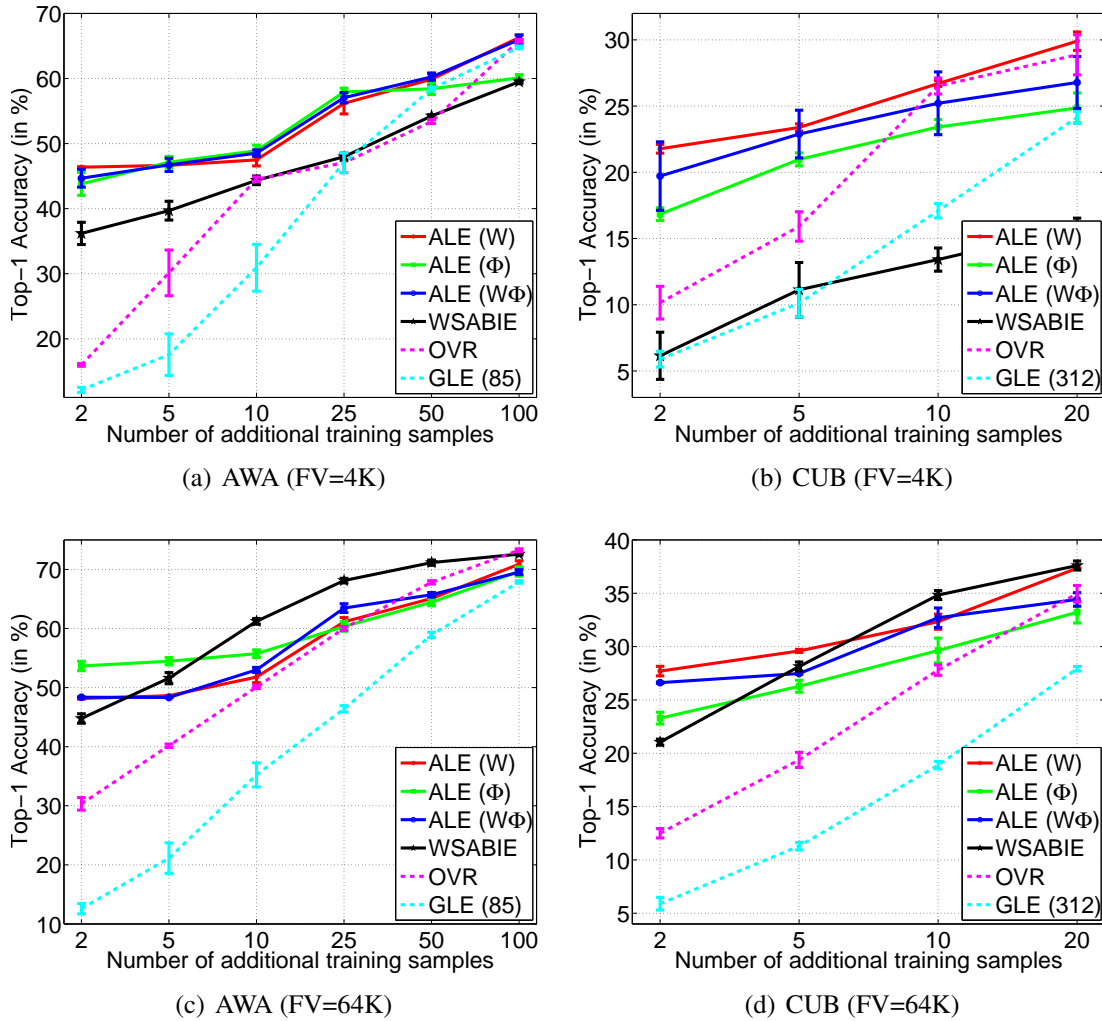 Top−1 Accuracy (in %)
70
60
50
40
30
20
2 5 10 25 50 100
Number of additional training samples
ALE (W)
ALE (Φ)
ALE (WΦ)
WSABIE
OVR
GLE (85)
(a) AWA (FV=4K)
Top−1 Accuracy (in %)
30
25
20
15
10
5
2 5 10 20
Number of additional training samples
ALE (W)
ALE (Φ)
ALE (WΦ)
WSABIE
OVR
GLE (312)
(b) CUB (FV=4K)
Top−1 Accuracy (in %)
70
60
50
40
30
20
10
2 5 10 25 50 100
Number of additional training samples
ALE (W)
ALE (Φ)
ALE (WΦ)
WSABIE
OVR
GLE (85)
(c) AWA (FV=64K)
Top−1 Accuracy (in %)
40
35
30
25
20
15
10
5
2 5 10 20
Number of additional training samples
ALE (W)
ALE (Φ)
ALE (WΦ)
WSABIE
OVR
GLE (312)
(d) CUB (FV=64K)